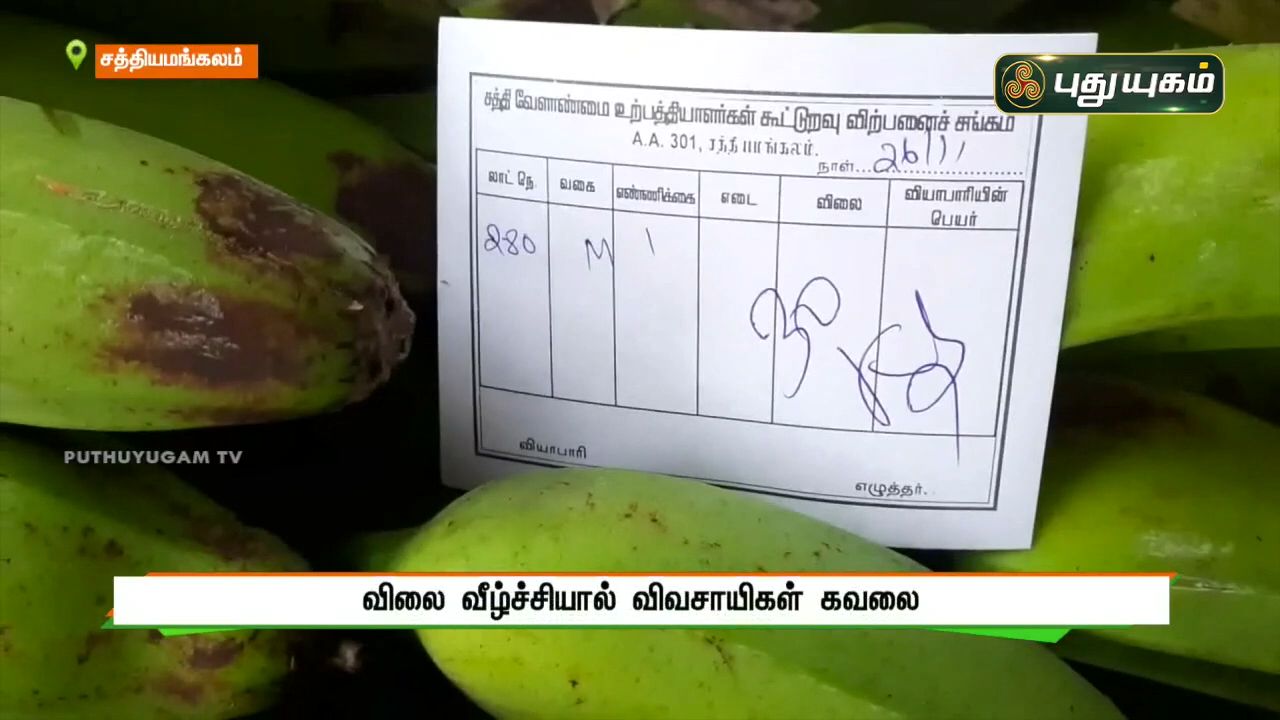 சத்தியமங்கலம்
புதுயுகம்
சத்தி வேளாண்மை உற்பத்தியாளர்கள் கூட்டுறவு விற்பனைச் சங்கம்
A.A. 301, சத்தியமங்கலம்.
நாள்... 26/11
லாட் நெ. வகை எண்ணிக்கை எடை விலை வியாபாரியின் பெயர்
280 M 1
வியாபாரி
எழுத்தர்.
PUTHUYUGAM TV
விலை வீழ்ச்சியால் விவசாயிகள் கவலை